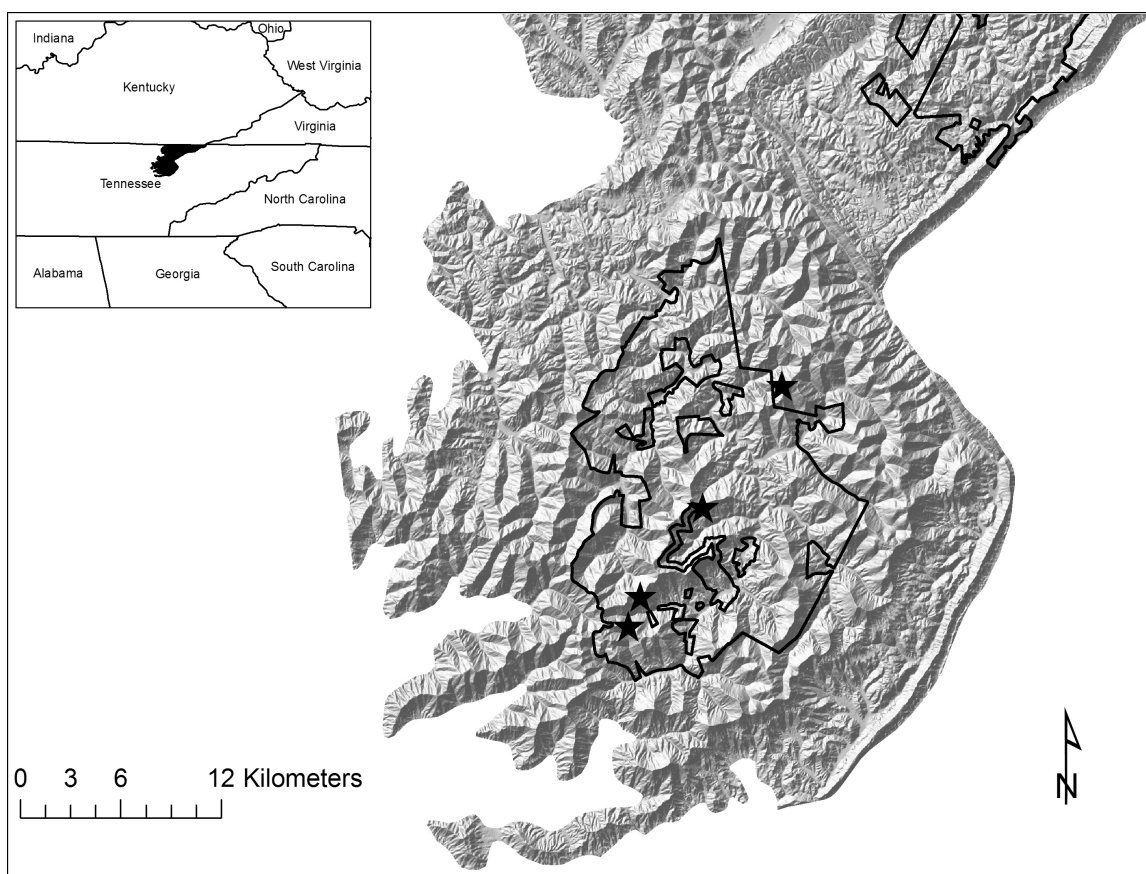 Indiana
Ohio
West Virginia
Kentucky
Virginia
Tennessee
North Carolina
Alabama
Georgia
South Carolina
0 3 6 12 Kilometers
N